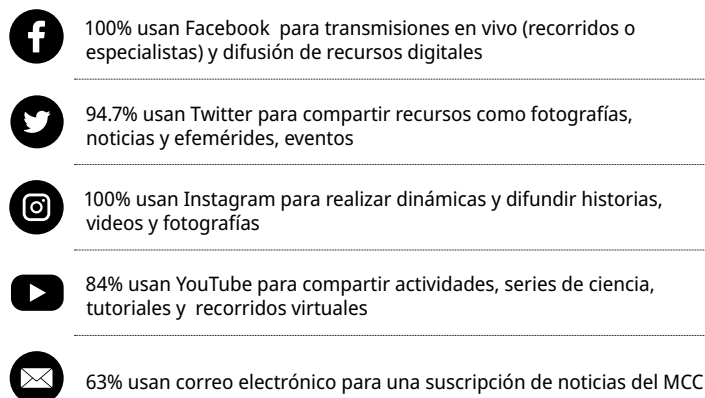 100% usan Facebook para transmisiones en vivo (recorridos o
especialistas) y difusión de recursos digitales
94.7% usan Twitter para compartir recursos como fotografías,
noticias y efemérides, eventos
100% usan Instagram para realizar dinámicas y difundir historias,
videos y fotografías
84% usan YouTube para compartir actividades, series de ciencia,
tutoriales y recorridos virtuales
63% usan correo electrónico para una suscripción de noticias del MCC